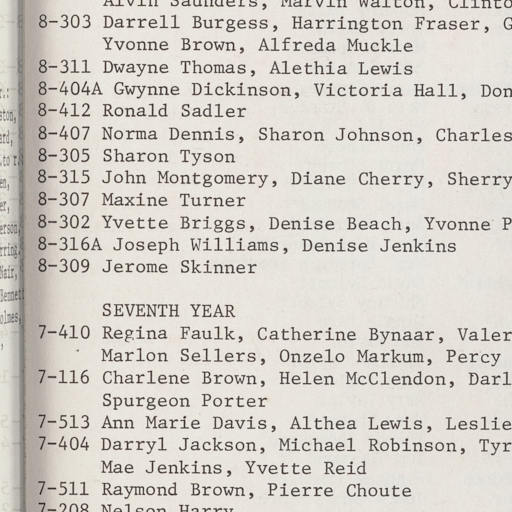 Alvin Saunders, Marvin Walton,
8-303 Darrell Burgess, Harrington Fraser,
Yvonne Brown, Alfreda Muckle
8-311 Dwayne Thomas, Alethia Lewis
8-404A Gwynne Dickinson, Victoria Hall, Don
8-412 Ronald Sadler
8-407 Norma Dennis, Sharon Johnson, Charles
8-305 Sharon Tyson
8-315 John Montgomery, Diane Cherry, Sherry
8-307 Maxine Turner
8-302 Yvette Briggs, Denise Beach, Yvonne P
8-316A Joseph Williams, Denise Jenkins
8-309 Jerome Skinner
SEVENTH YEAR
7-410 Regina Faulk, Catherine Bynaar, Valer
Marlon Sellers, Onzelo Markum, Percy
7-116 Charlene Brown, Helen McClendon, Darl
Spurgeon Porter
7-513 Ann Marie Davis, Althea Lewis, Leslie
7-404 Darryl Jackson, Michael Robinson, Tyr
Mae Jenkins, Yvette Reid
7-511 Raymond Brown, Pierre Choute
7-208 Nelson Harry